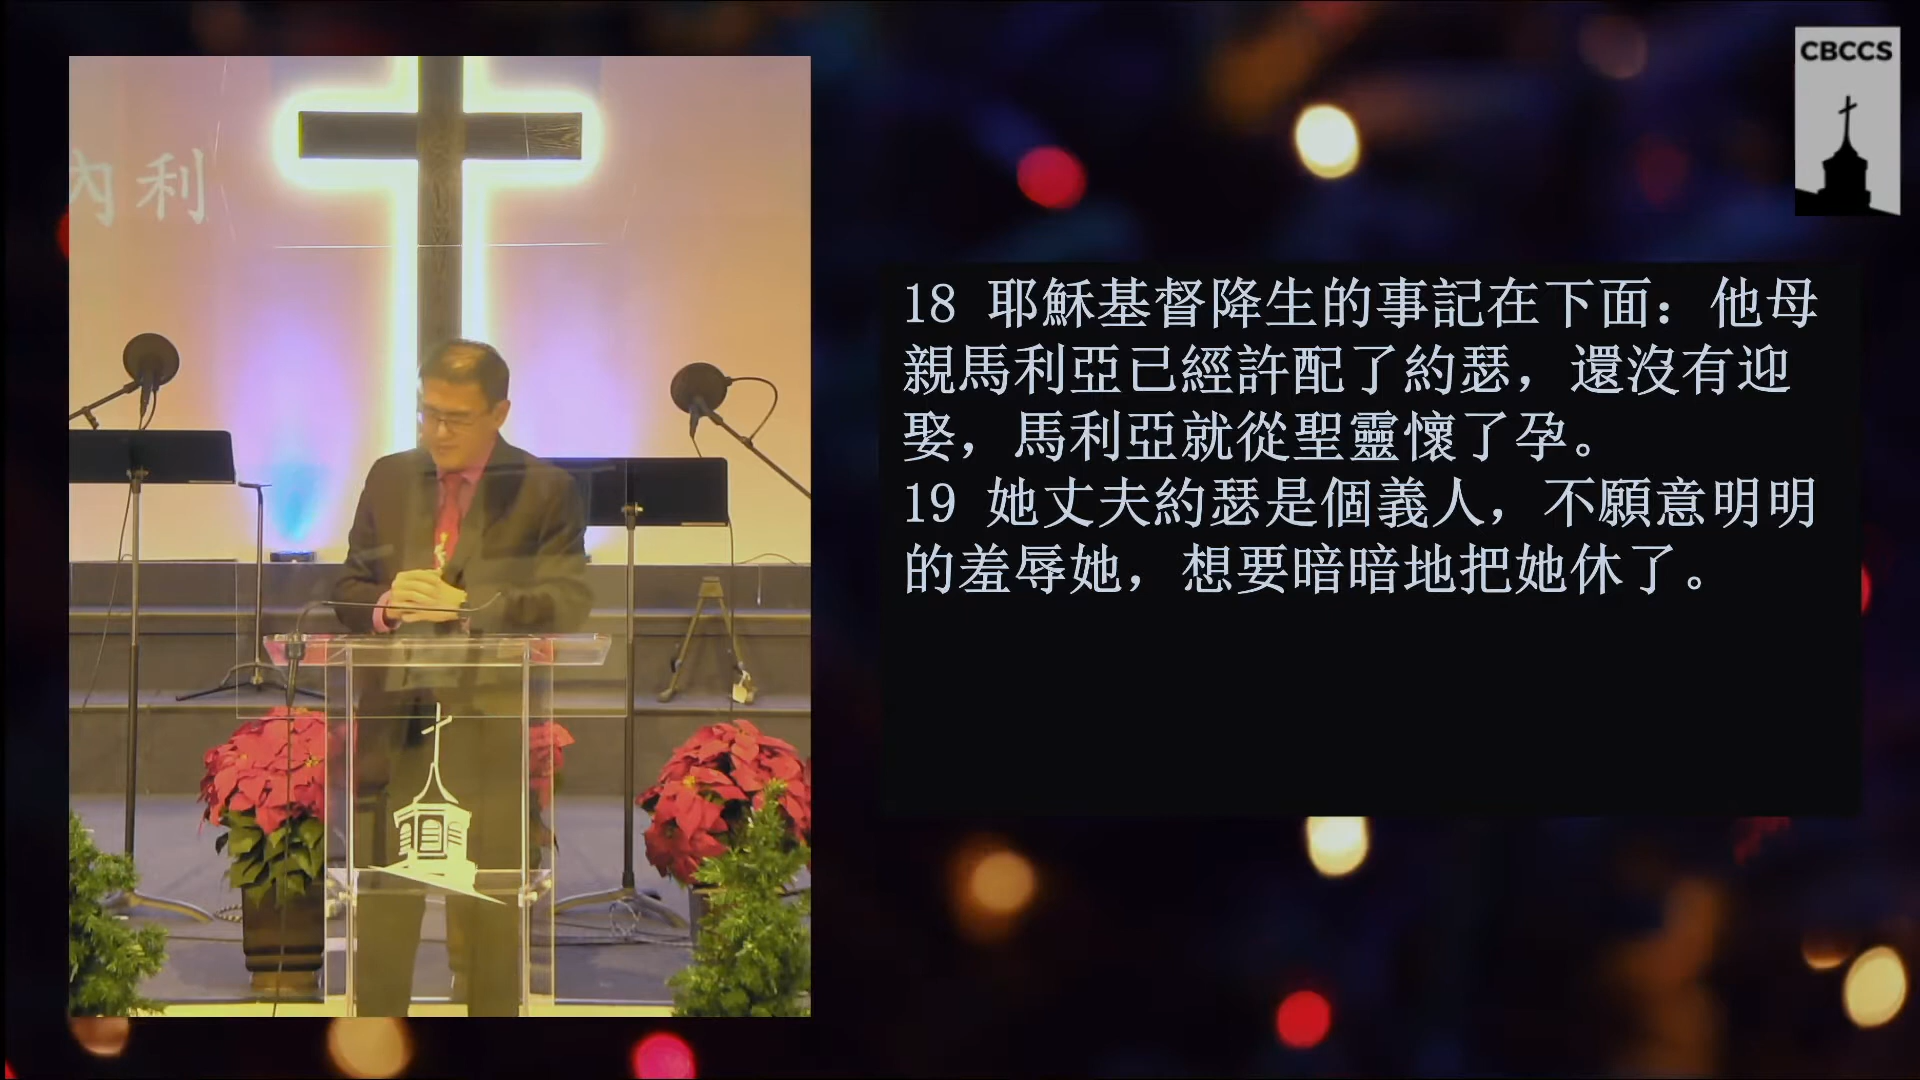 CBCCS
內利
18 耶穌基督降生的事記在下面：他母
親馬利亞已經許配了約瑟，還沒有迎
娶，馬利亞就從聖靈懷了孕。
19 她丈夫約瑟是個義人，不願意明明
的羞辱她，想要暗暗地把她休了。